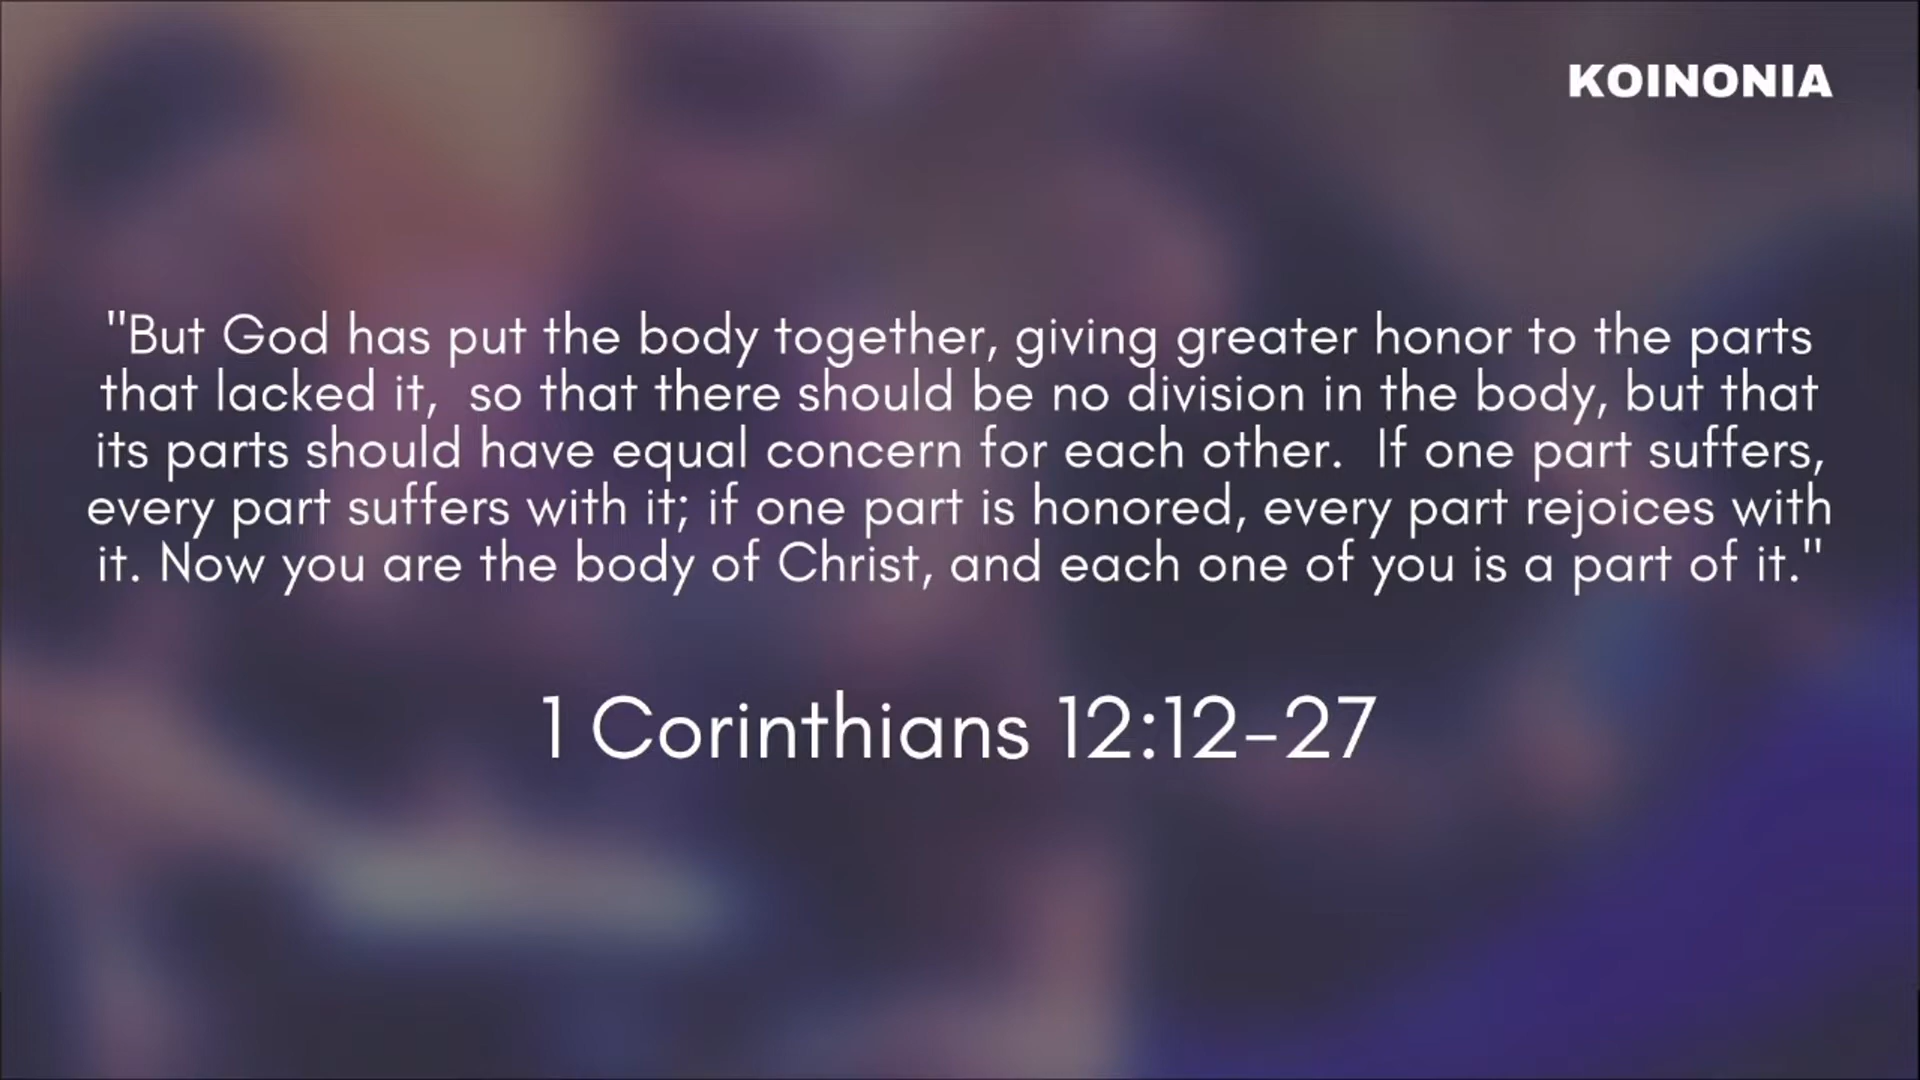 KOINONIA
"But God has put the body together, giving greater honor to the parts
that lacked it,  so that there should be no division in the body, but that
its parts should have equal concern for each other.  If one part suffers,
every part suffers with it; if one part is honored, every part rejoices with
it. Now you are the body of Christ, and each one of you is a part of it."
1 Corinthians 12:12-27